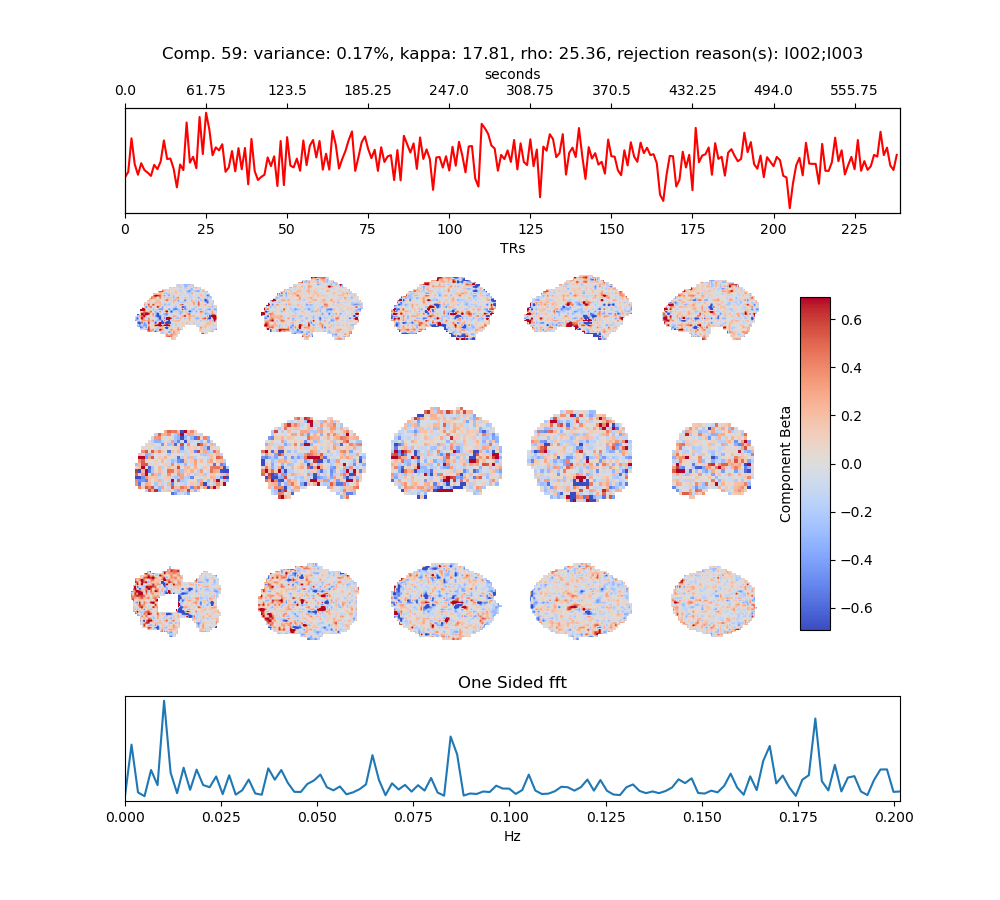 Comp. 59: variance: 0.17%, kappa: 17.81, rho: 25.36, rejection reason(s): I002;I003
seconds
0.0 61.75 123.5 185.25 247.0 308.75 370.5 432.25 494.0 555.75
0 25 50 75 100 125 150 175 200 225
TRs
0.6
0.4
0.2
0.0
−0.2
−0.4
−0.6
Component Beta
One Sided fft
0.000 0.025 0.050 0.075 0.100 0.125 0.150 0.175 0.200
Hz